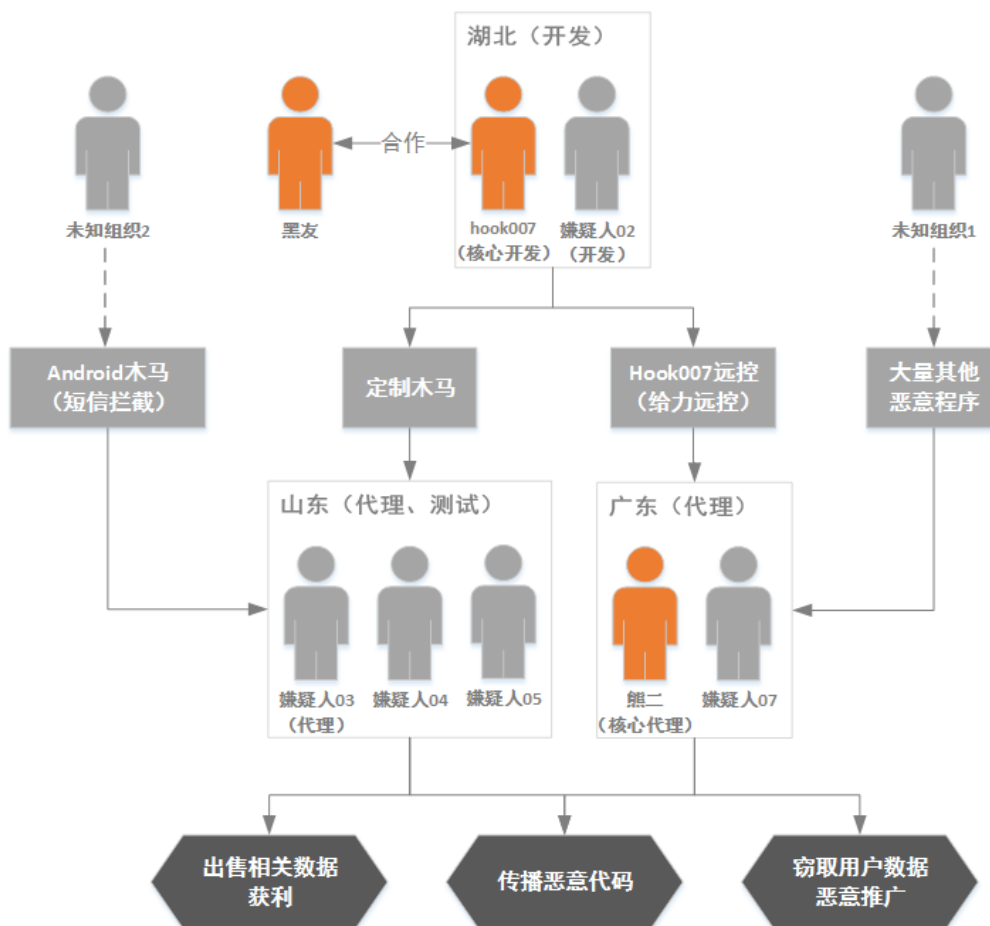 湖北（开发）
合作
未知组织2
黑友
hook007
（核心开发）
嫌疑人02
（开发）
未知组织1
Android木马
（短信拦截）
定制木马
Hook007远控
（给力远控）
大量其他
恶意程序
山东（代理、测试）
广东（代理）
嫌疑人03
（代理）
嫌疑人04
嫌疑人05
熊二
（核心代理）
嫌疑人07
出售相关数据
获利
传播恶意代码
窃取用户数据
恶意推广